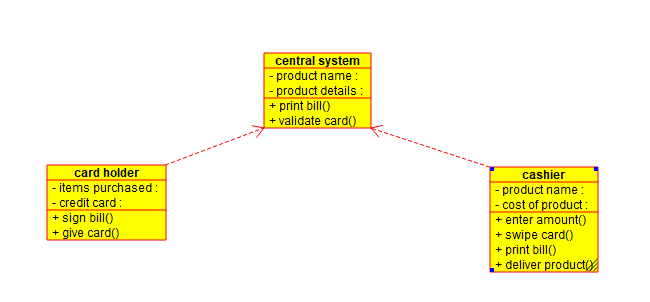 central system
- product name :
- product details :
+ print bill()
+ validate card()
card holder
- items purchased :
- credit card :
+ sign bill()
+ give card()
cashier
- product name :
- cost of product :
+ enter amount()
+ swipe card()
+ print bill()
+ deliver product()